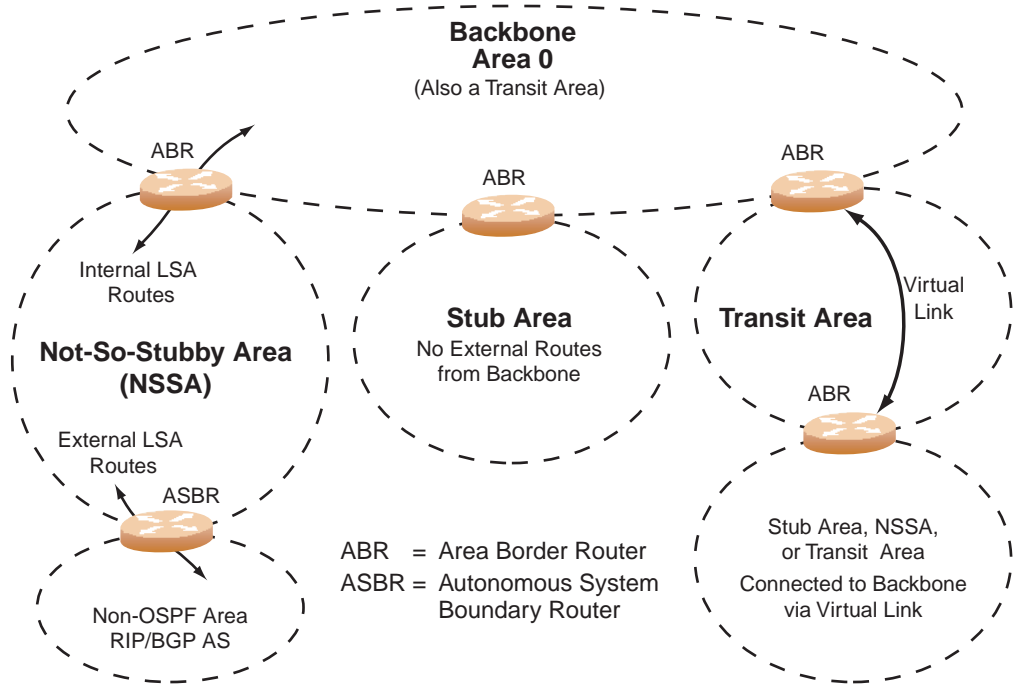 Backbone
Area 0
(Also a Transit Area)
ABR
ABR
ABR
Internal LSA
Routes
Not-So-Stubby Area
(NSSA)
External LSA
Routes
ASBR
Non-OSPF Area
RIP/BGP AS
Stub Area
No External Routes
from Backbone
Transit Area
Virtual
Link
ABR
Stub Area, NSSA,
or Transit Area
Connected to Backbone
via Virtual Link
ABR = Area Border Router
ASBR = Autonomous System
Boundary Router